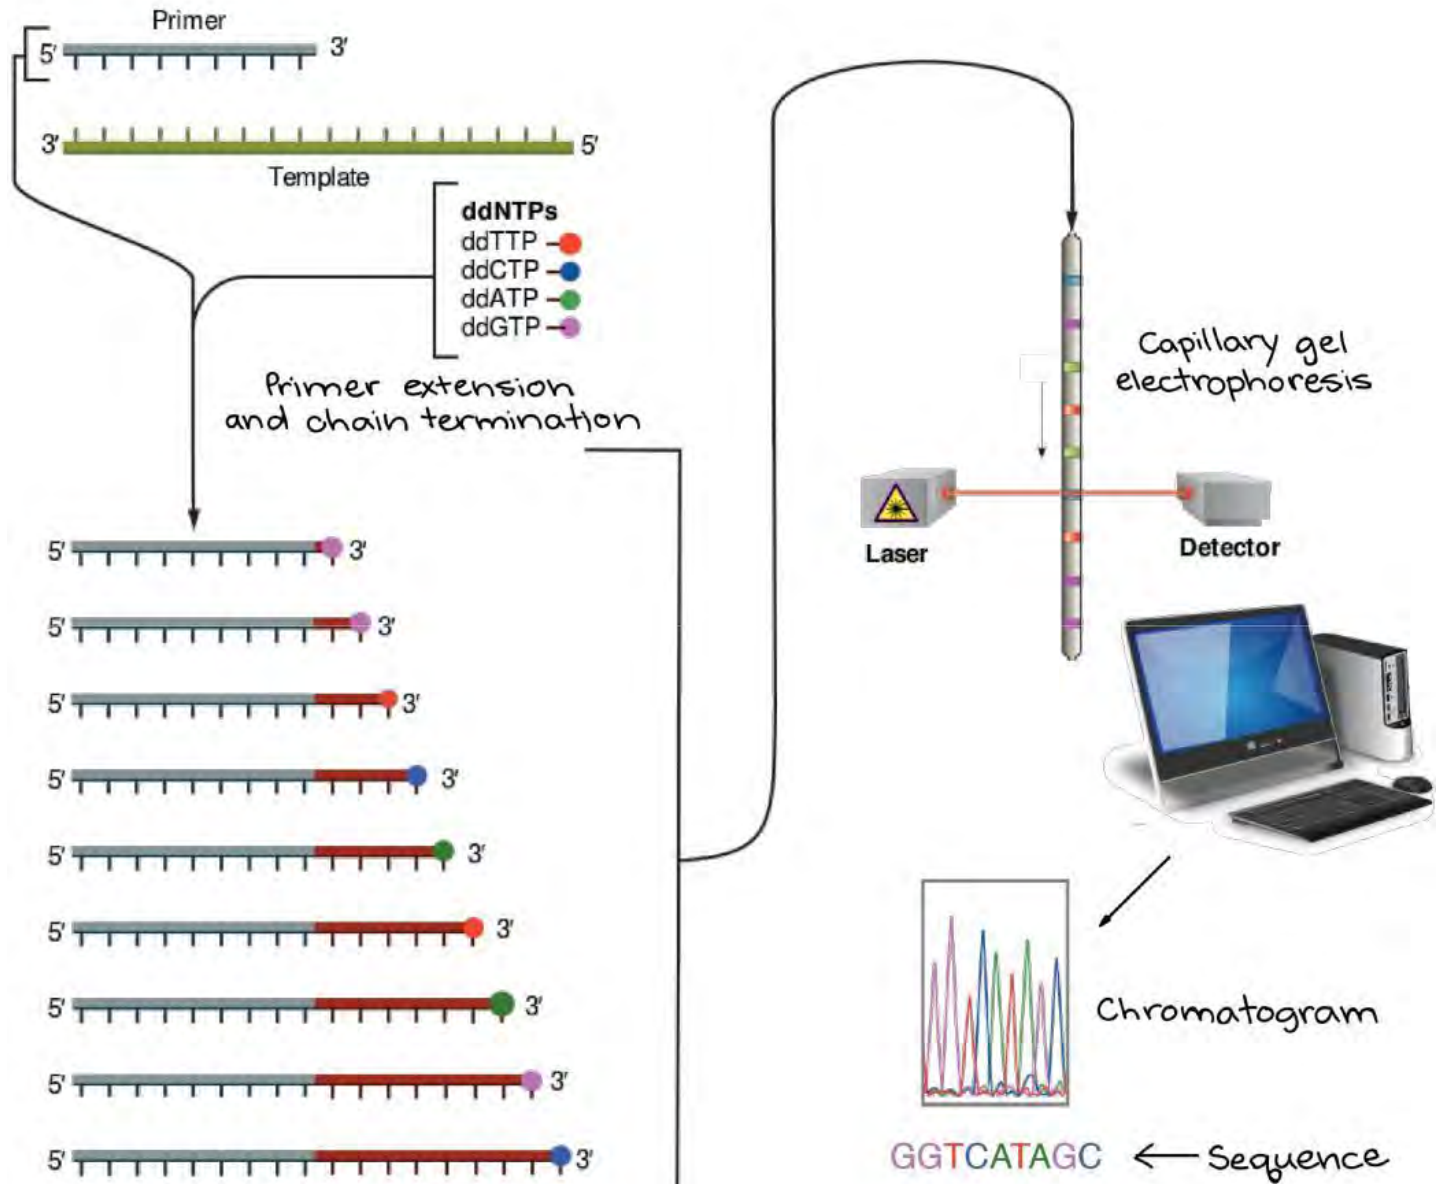 Primer
5′ 3′
3′ 5′
Template
ddNTPs
ddTTP
ddCTP
ddATP
ddGTP
Primer extension
and chain termination
5′ 3′
5′ 3′
5′ 3′
5′ 3′
5′ 3′
5′ 3′
5′ 3′
5′ 3′
5′ 3′
Capillary gel
electrophoresis
Laser
Detector
Chromatogram
GGTCATAGC ← Sequence